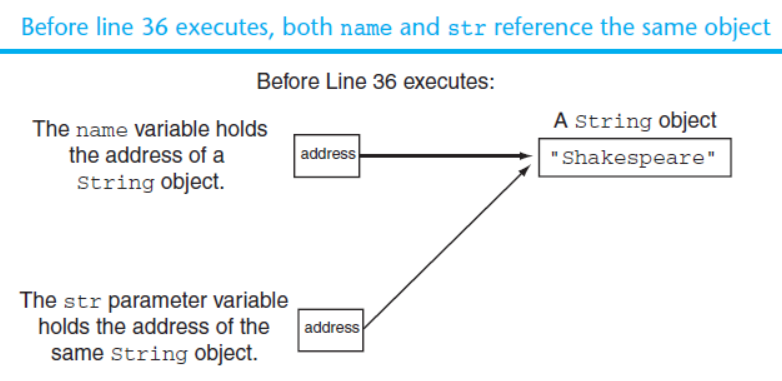 Before line 36 executes, both name and str reference the same object
Before Line 36 executes:
The name variable holds
the address of a
String object.
address
A String object
"Shakespeare"
The str parameter variable
holds the address of the
same String object.
address